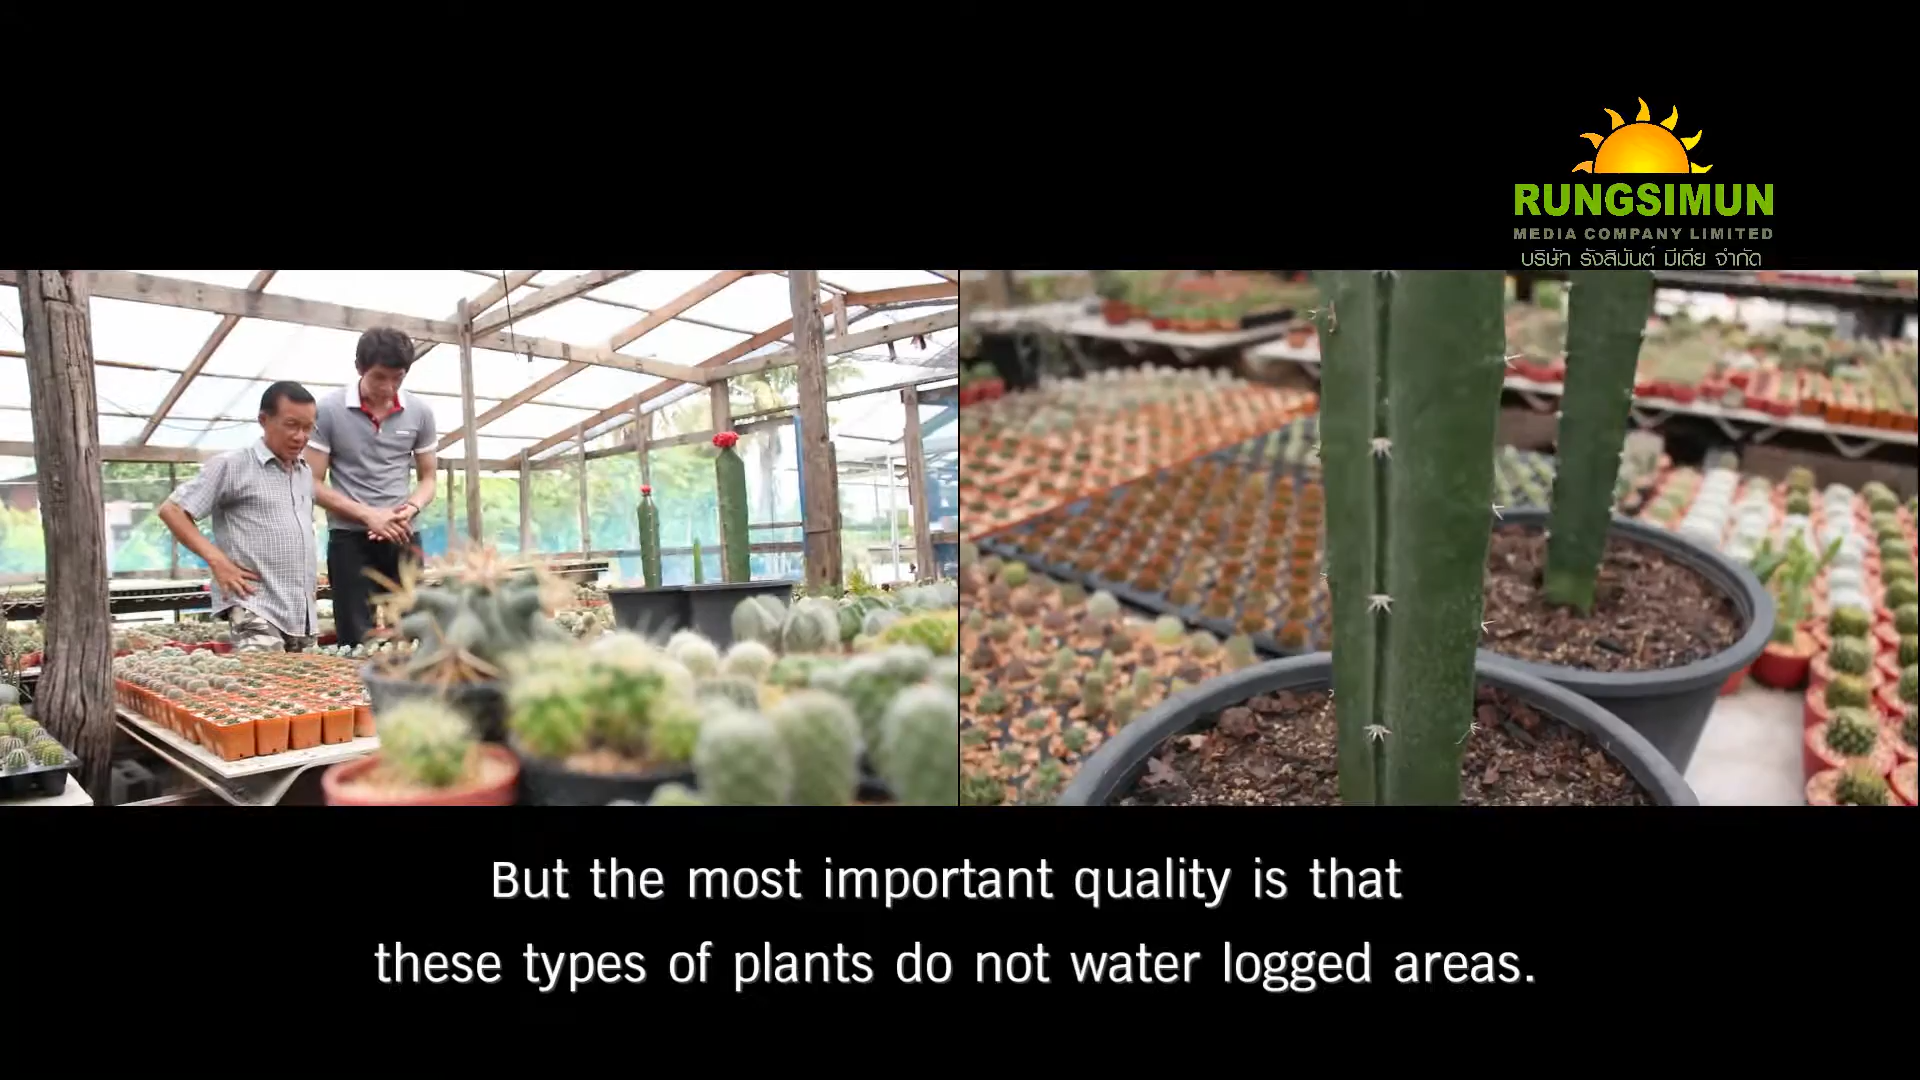 RUNGSIMUN
MEDIA COMPANY LIMITED
บริษัท รังสิมันต์ มีเดีย จำกัด
But the most important quality is that
these types of plants do not water logged areas.